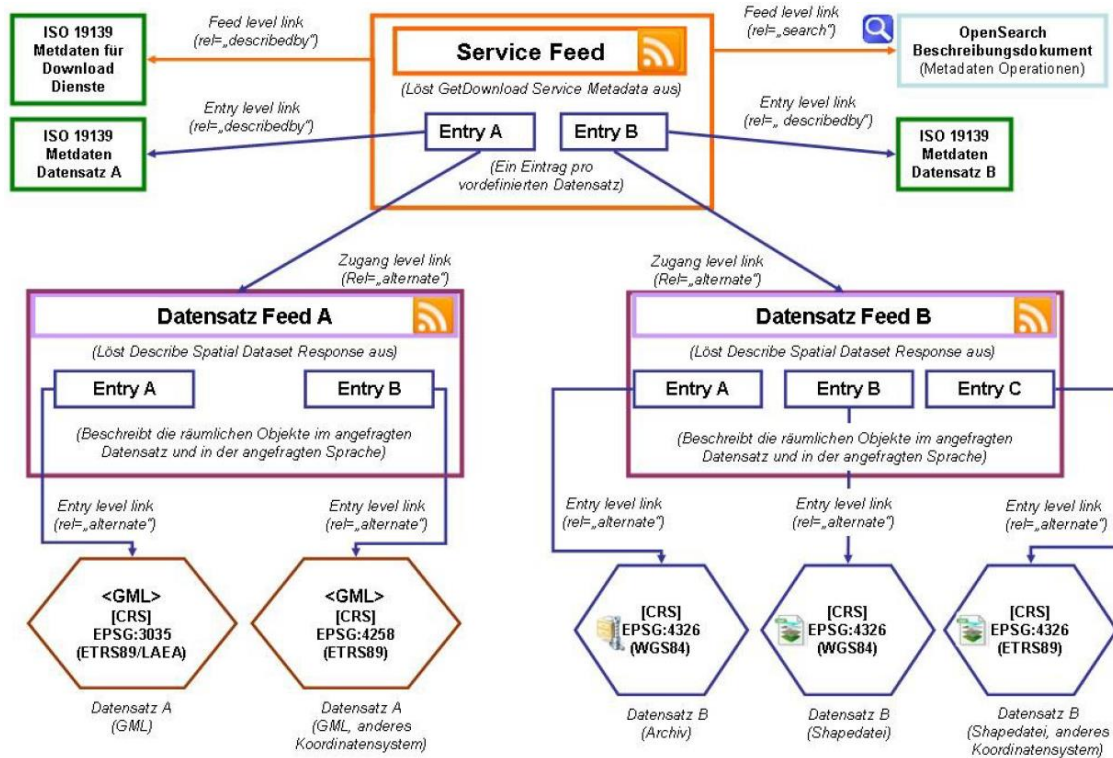 ISO 19139
Metdaten für
Download
Dienste
Feed level link
(rel=„describedby“)
Service Feed
(Löst GetDownload Service Metadata aus)
Feed level link
(rel=„search“)
OpenSearch
Beschreibungsdokument
(Metadaten Operationen)
ISO 19139
Metdaten
Datensatz A
Entry level link
(rel=„describedby“)
Entry A
Entry B
(Ein Eintrag pro
vordefinierten Datensatz)
Entry level link
(rel=„ describedby“)
ISO 19139
Metdaten
Datensatz B
Zugang level link
(Rel=„alternate“)
Zugang level link
(Rel=„alternate“)
Datensatz Feed A
(Löst Describe Spatial Dataset Response aus)
Entry A
Entry B
(Beschreibt die räumlichen Objekte im angefragten
Datensatz und in der angefragten Sprache)
Datensatz Feed B
(Löst Describe Spatial Dataset Response aus)
Entry A
Entry B
Entry C
(Beschreibt die räumlichen Objekte im angefragten
Datensatz und in der angefragten Sprache)
Entry level link
(rel=„alternate“)
Entry level link
(rel=„alternate“)
Entry level link
(rel=„alternate“)
Entry level link
(rel=„alternate“)
Entry level link
(rel=„alternate“)
<GML>
[CRS]
EPSG:3035
(ETRS89/LAEA)
<GML>
[CRS]
EPSG:4258
(ETRS89)
[CRS]
EPSG:4326
(WGS84)
[CRS]
EPSG:4326
(WGS84)
[CRS]
EPSG:4326
(ETRS89)
Datensatz A
(GML)
Datensatz A
(GML, anderes
Koordinatensystem)
Datensatz B
(Archiv)
Datensatz B
(Shapedatei)
Datensatz B
(Shapedatei, anderes
Koordinatensystem)